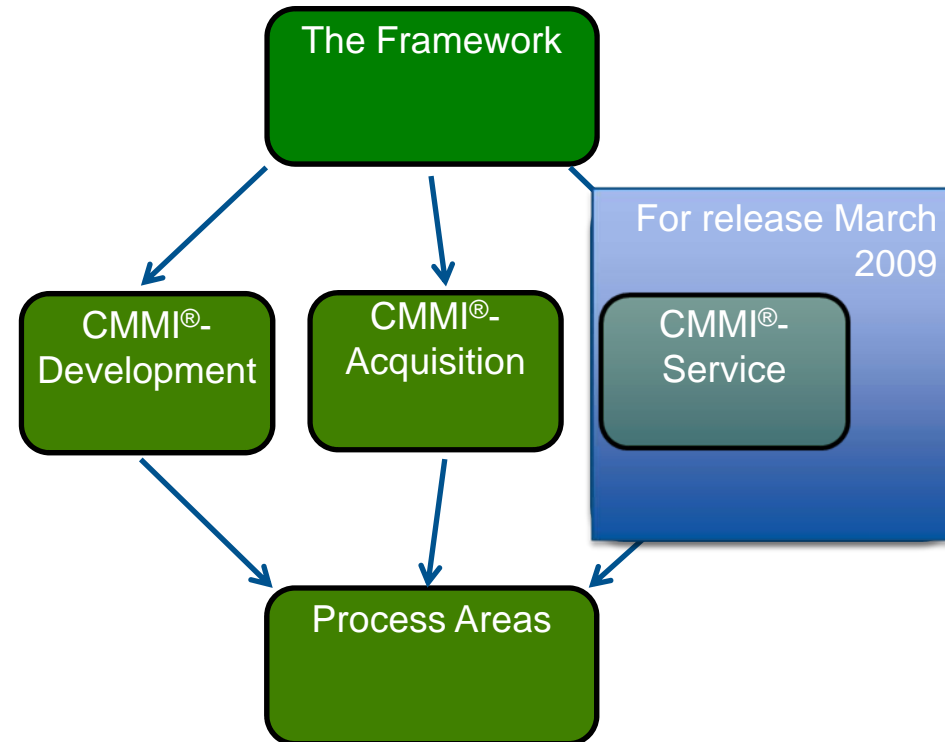 The Framework
For release March
2009
CMMI®-
Development
CMMI®-
Acquisition
CMMI®-
Service
Process Areas